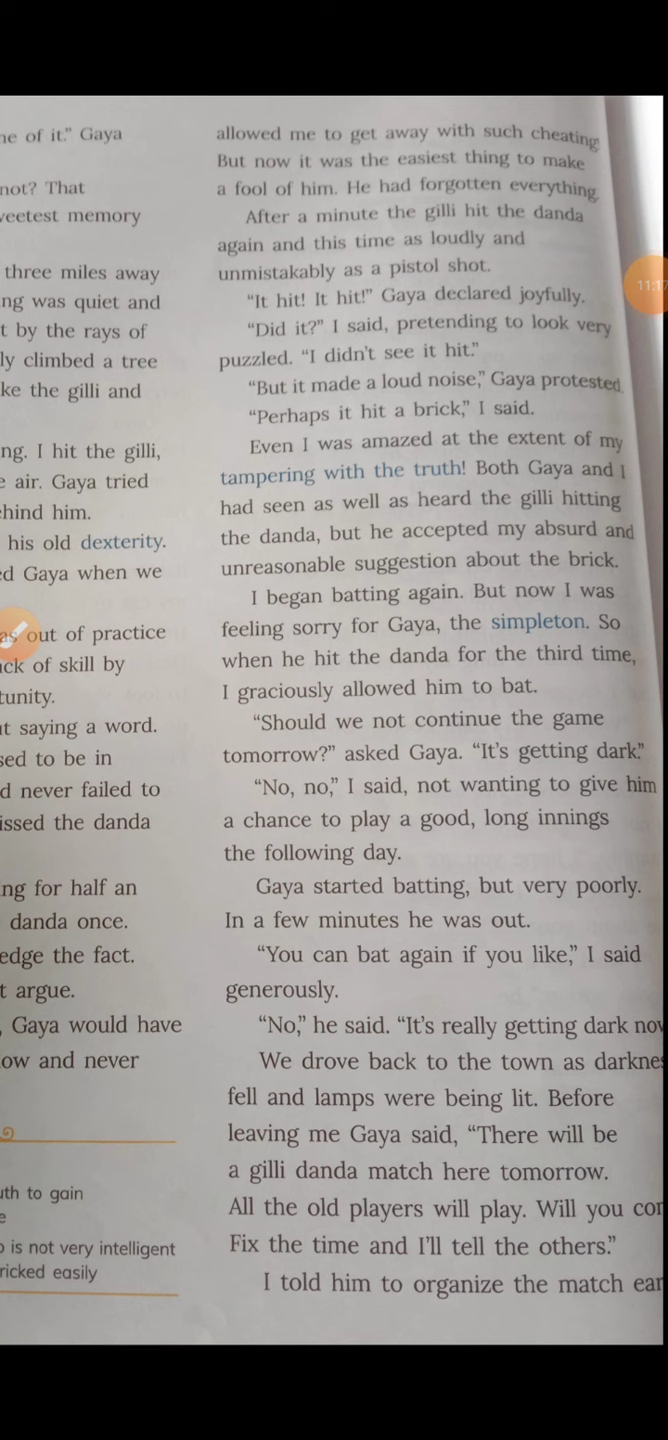 ne of it." Gaya
not? That
veetest memory
three miles away
ng was quiet and
t by the rays of
ly climbed a tree
ke the gilli and
ng. I hit the gilli,
e air. Gaya tried
hind him.
his old dexterity.
ed Gaya when we
as out of practice
ack of skill by
tunity.
ut saying a word.
sed to be in
d never failed to
issed the danda
ng for half an
danda once.
edge the fact.
t argue.
, Gaya would have
ow and never
uth to gain
e
o is not very intelligent
ricked easily
allowed me to get away with such cheating.
But now it was the easiest thing to make
a fool of him. He had forgotten everything.
After a minute the gilli hit the danda
again and this time as loudly and
unmistakably as a pistol shot.
"It hit! It hit!" Gaya declared joyfully.
"Did it?" I said, pretending to look very
puzzled. "I didn't see it hit."
"But it made a loud noise," Gaya protested.
"Perhaps it hit a brick," I said.
Even I was amazed at the extent of my
tampering with the truth! Both Gaya and I
had seen as well as heard the gilli hitting
the danda, but he accepted my absurd and
unreasonable suggestion about the brick.
I began batting again. But now I was
feeling sorry for Gaya, the simpleton. So
when he hit the danda for the third time,
I graciously allowed him to bat.
"Should we not continue the game
tomorrow?" asked Gaya. "It's getting dark."
"No, no," I said, not wanting to give him
a chance to play a good, long innings
the following day.
Gaya started batting, but very poorly.
In a few minutes he was out.
"You can bat again if you like," I said
generously.
"No," he said. "It's really getting dark nov
We drove back to the town as darknes
fell and lamps were being lit. Before
leaving me Gaya said, "There will be
a gilli danda match here tomorrow.
All the old players will play. Will you cor
Fix the time and I'll tell the others."
I told him to organize the match ear
11:17